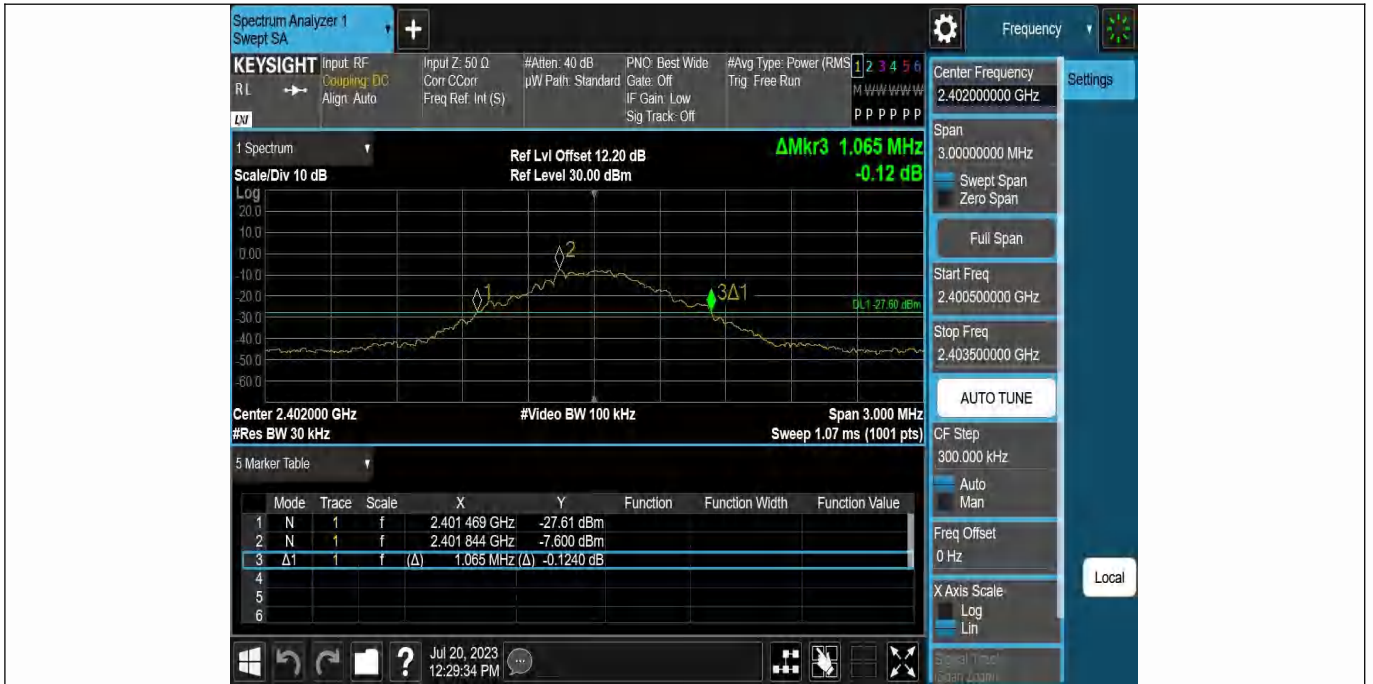 Spectrum Analyzer 1
Swept SA
Frequency
KEYSIGHT
RL
LXI
Input: RF
Coupling: DC
Align: Auto
Input Z: 50 Ω
Corr CCorr
Freq Ref: Int (S)
#Atten: 40 dB
µW Path: Standard
PNO: Best Wide
Gate: Off
IF Gain: Low
Sig Track: Off
#Avg Type: Power (RMS
Trig: Free Run
1 2 3 4 5 6
M W W W W W
P P P P P P
1 Spectrum
Scale/Div 10 dB
Ref Lvl Offset 12.20 dB
Ref Level 30.00 dBm
ΔMkr3 1.065 MHz
-0.12 dB
Log
20.0
10.0
0.00
-10.0
-20.0
-30.0
-40.0
-50.0
-60.0
1
2
3Δ1
DL1 -27.60 dBm
Center 2.402000 GHz
#Video BW 100 kHz
Span 3.000 MHz
#Res BW 30 kHz
Sweep 1.07 ms (1001 pts)
5 Marker Table
Mode Trace Scale X Y Function Function Width Function Value
1 N 1 f 2.401 469 GHz -27.61 dBm
2 N 1 f 2.401 844 GHz -7.600 dBm
3 Δ1 1 f (Δ) 1.065 MHz (Δ) -0.1240 dB
4
5
6
?
Jul 20, 2023
12:29:34 PM
Center Frequency
2.402000000 GHz
Settings
Span
3.00000000 MHz
Swept Span
Zero Span
Full Span
Start Freq
2.400500000 GHz
Stop Freq
2.403500000 GHz
AUTO TUNE
CF Step
300.000 kHz
Auto
Man
Freq Offset
0 Hz
X Axis Scale
Log
Lin
Local
Signal Track
(Span Zoom)